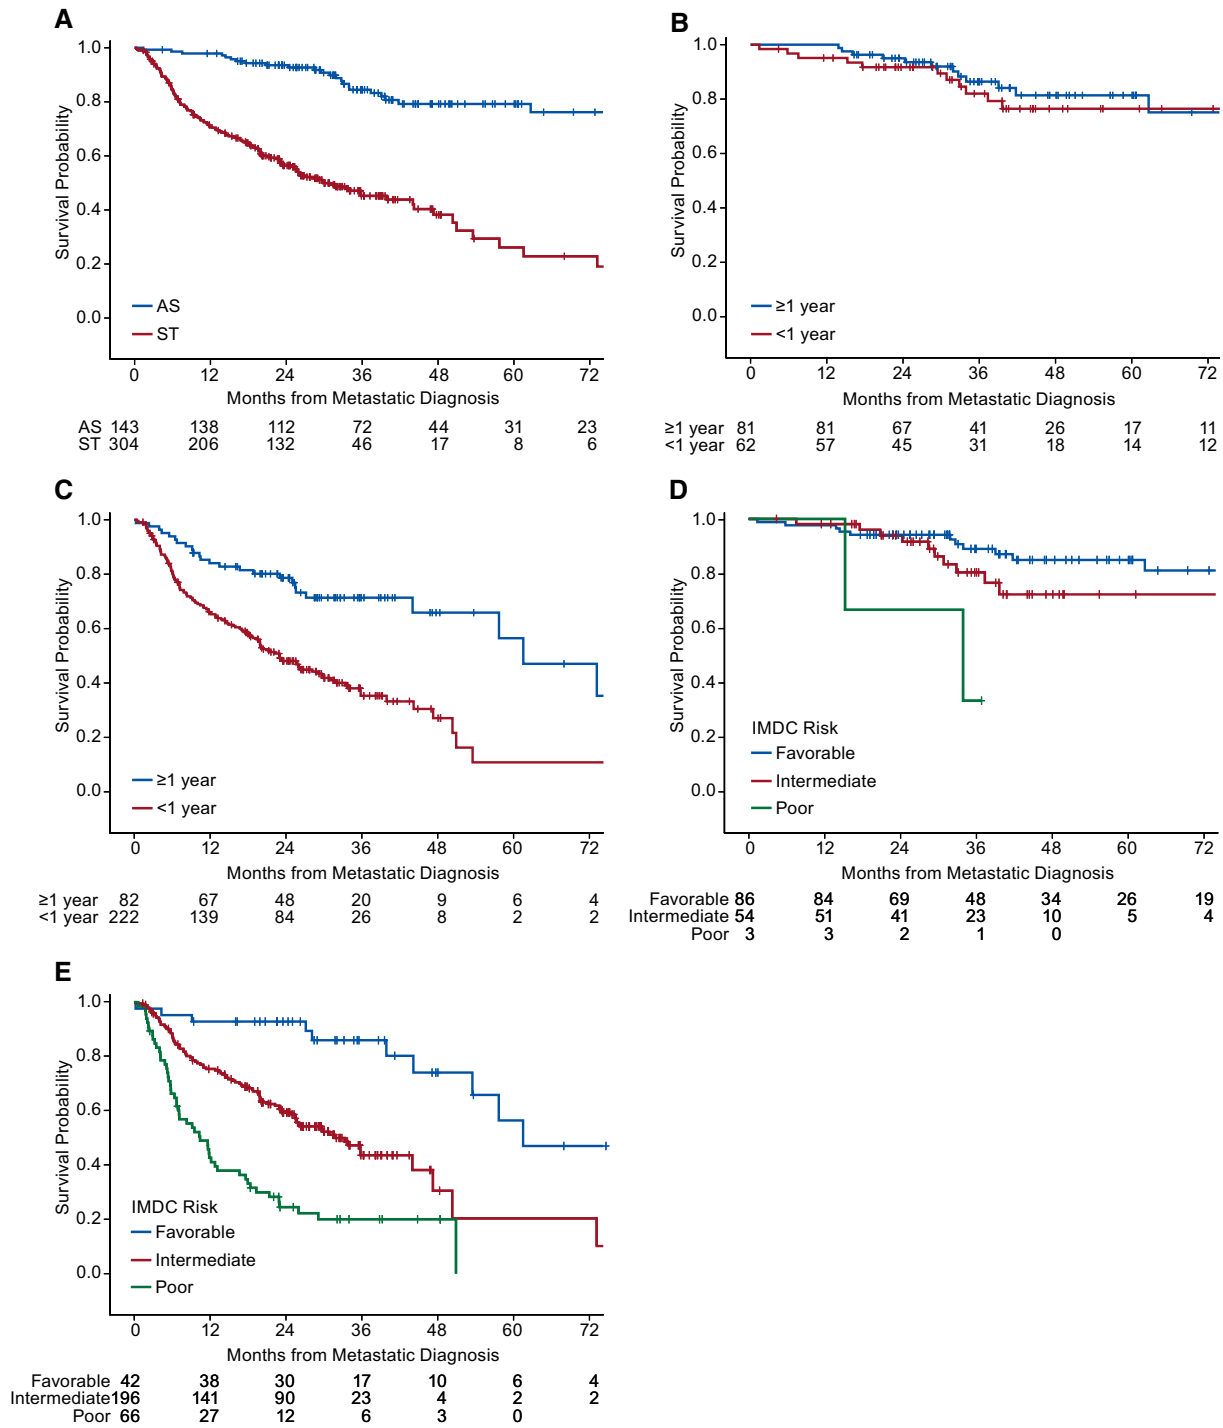 A
Survival Probability
1.0
0.8
0.6
0.4
0.2
0.0
AS
ST
0 12 24 36 48 60 72
Months from Metastatic Diagnosis
AS 143 138 112 72 44 31 23
ST 304 206 132 46 17 8 6
B
Survival Probability
1.0
0.8
0.6
0.4
0.2
0.0
≥1 year
<1 year
0 12 24 36 48 60 72
Months from Metastatic Diagnosis
≥1 year 81 81 67 41 26 17 11
<1 year 62 57 45 31 18 14 12
C
Survival Probability
1.0
0.8
0.6
0.4
0.2
0.0
≥1 year
<1 year
0 12 24 36 48 60 72
Months from Metastatic Diagnosis
≥1 year 82 67 48 20 9 6 4
<1 year 222 139 84 26 8 2 2
D
Survival Probability
1.0
0.8
0.6
0.4
0.2
0.0
IMDC Risk
Favorable
Intermediate
Poor
0 12 24 36 48 60 72
Months from Metastatic Diagnosis
Favorable 86 84 69 48 34 26 19
Intermediate 54 51 41 23 10 5 4
Poor 3 3 2 1 0
E
Survival Probability
1.0
0.8
0.6
0.4
0.2
0.0
IMDC Risk
Favorable
Intermediate
Poor
0 12 24 36 48 60 72
Months from Metastatic Diagnosis
Favorable 42 38 30 17 10 6 4
Intermediate 196 141 90 23 4 2 2
Poor 66 27 12 6 3 0